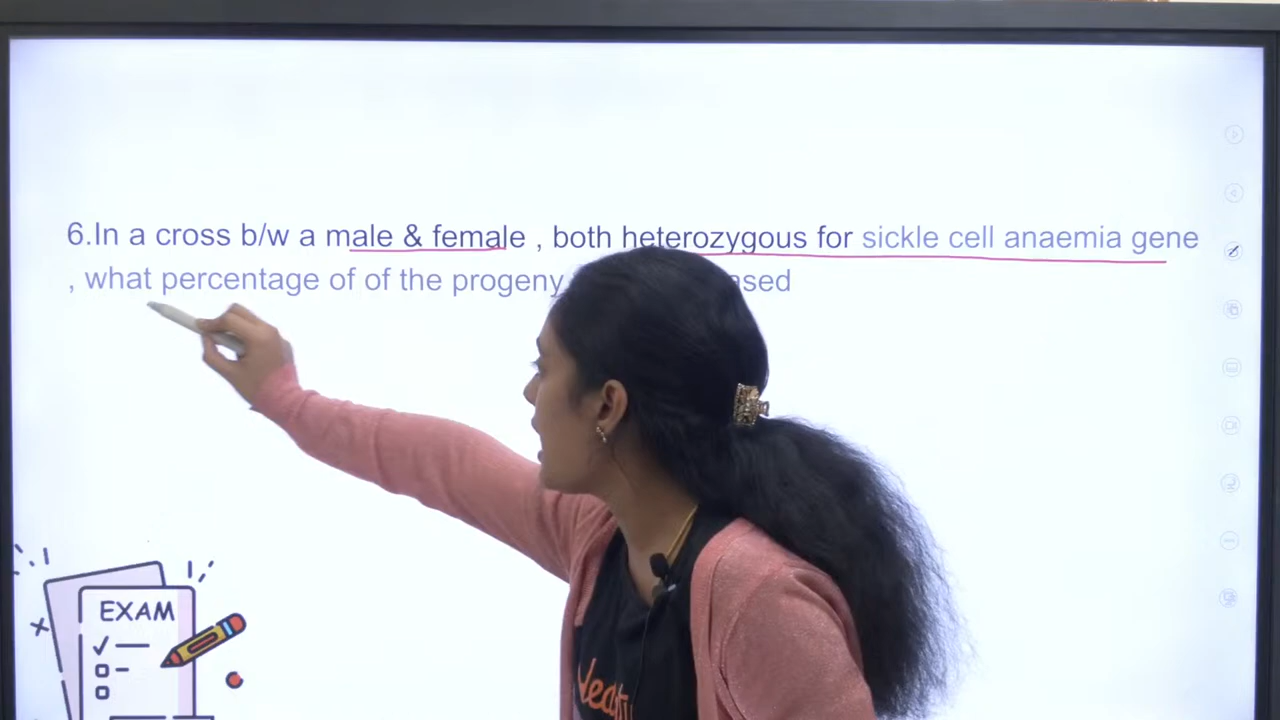 6.In a cross b/w a male & female , both heterozygous for sickle cell anaemia gene
, what percentage of of the progeny ased
EXAM